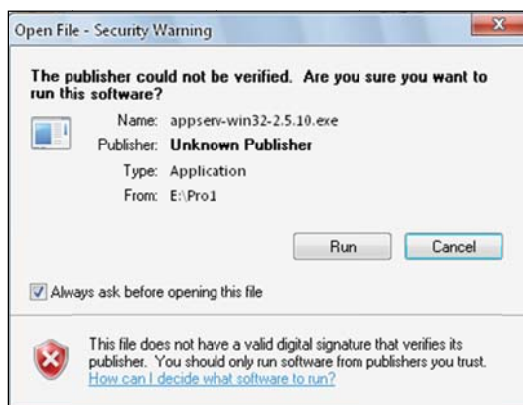 Open File - Security Warning
The publisher could not be verified. Are you sure you want to
run this software?
Name: appserv-win32-2.5.10.exe
Publisher: Unknown Publisher
Type: Application
From: E:\Pro1
Run Cancel
Always ask before opening this file
This file does not have a valid digital signature that verifies its
publisher. You should only run software from publishers you trust.
How can I decide what software to run?